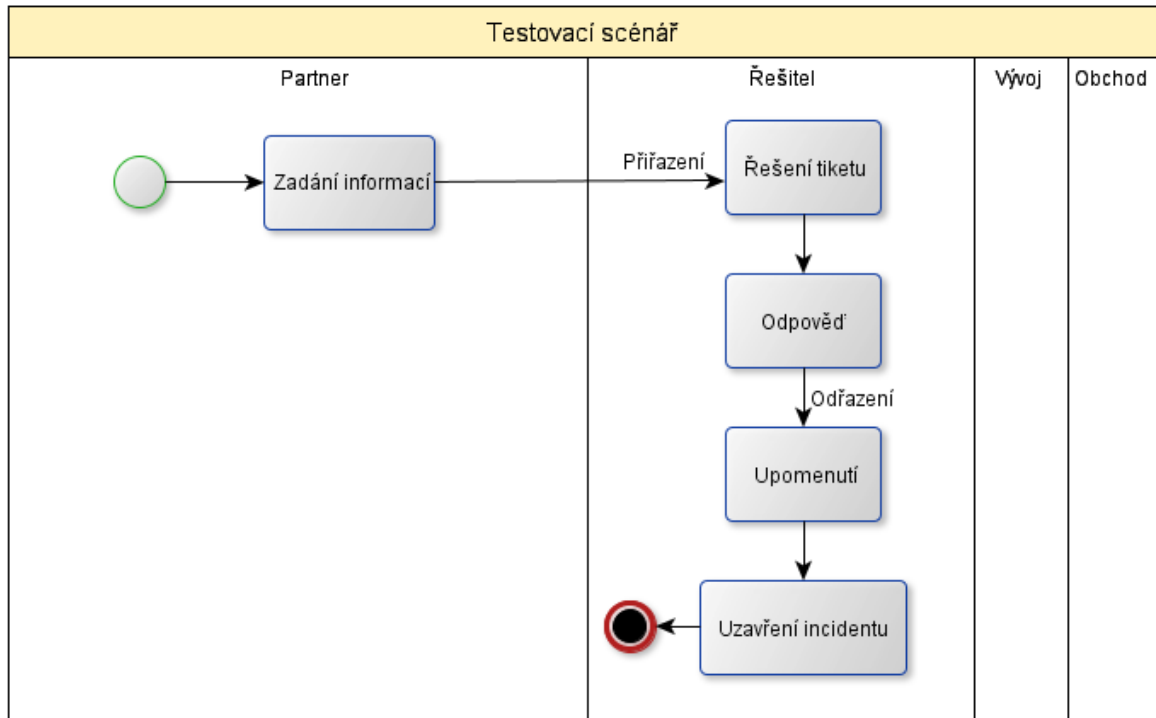 Testovací scénář
Partner
Řešitel
Vývoj
Obchod
Zadání informací
Přiřazení
Řešení tiketu
Odpověď
Odřazení
Upomenutí
Uzavření incidentu